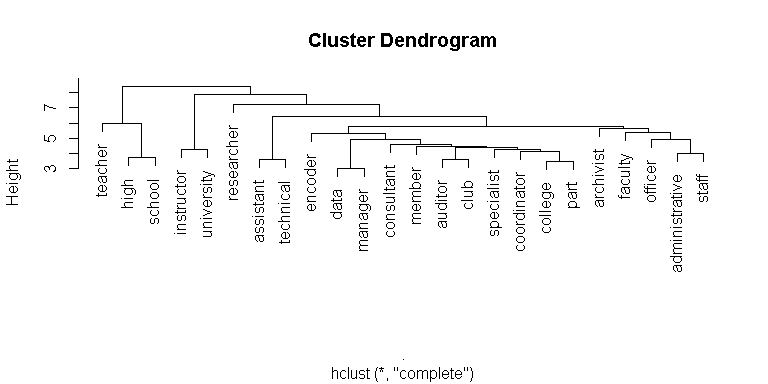 Cluster Dendrogram
Height
7
5
3
teacher
high
school
instructor
university
researcher
assistant
technical
encoder
data
manager
consultant
member
auditor
club
specialist
coordinator
college
part
archivist
faculty
officer
administrative
staff
hclust (*, "complete")